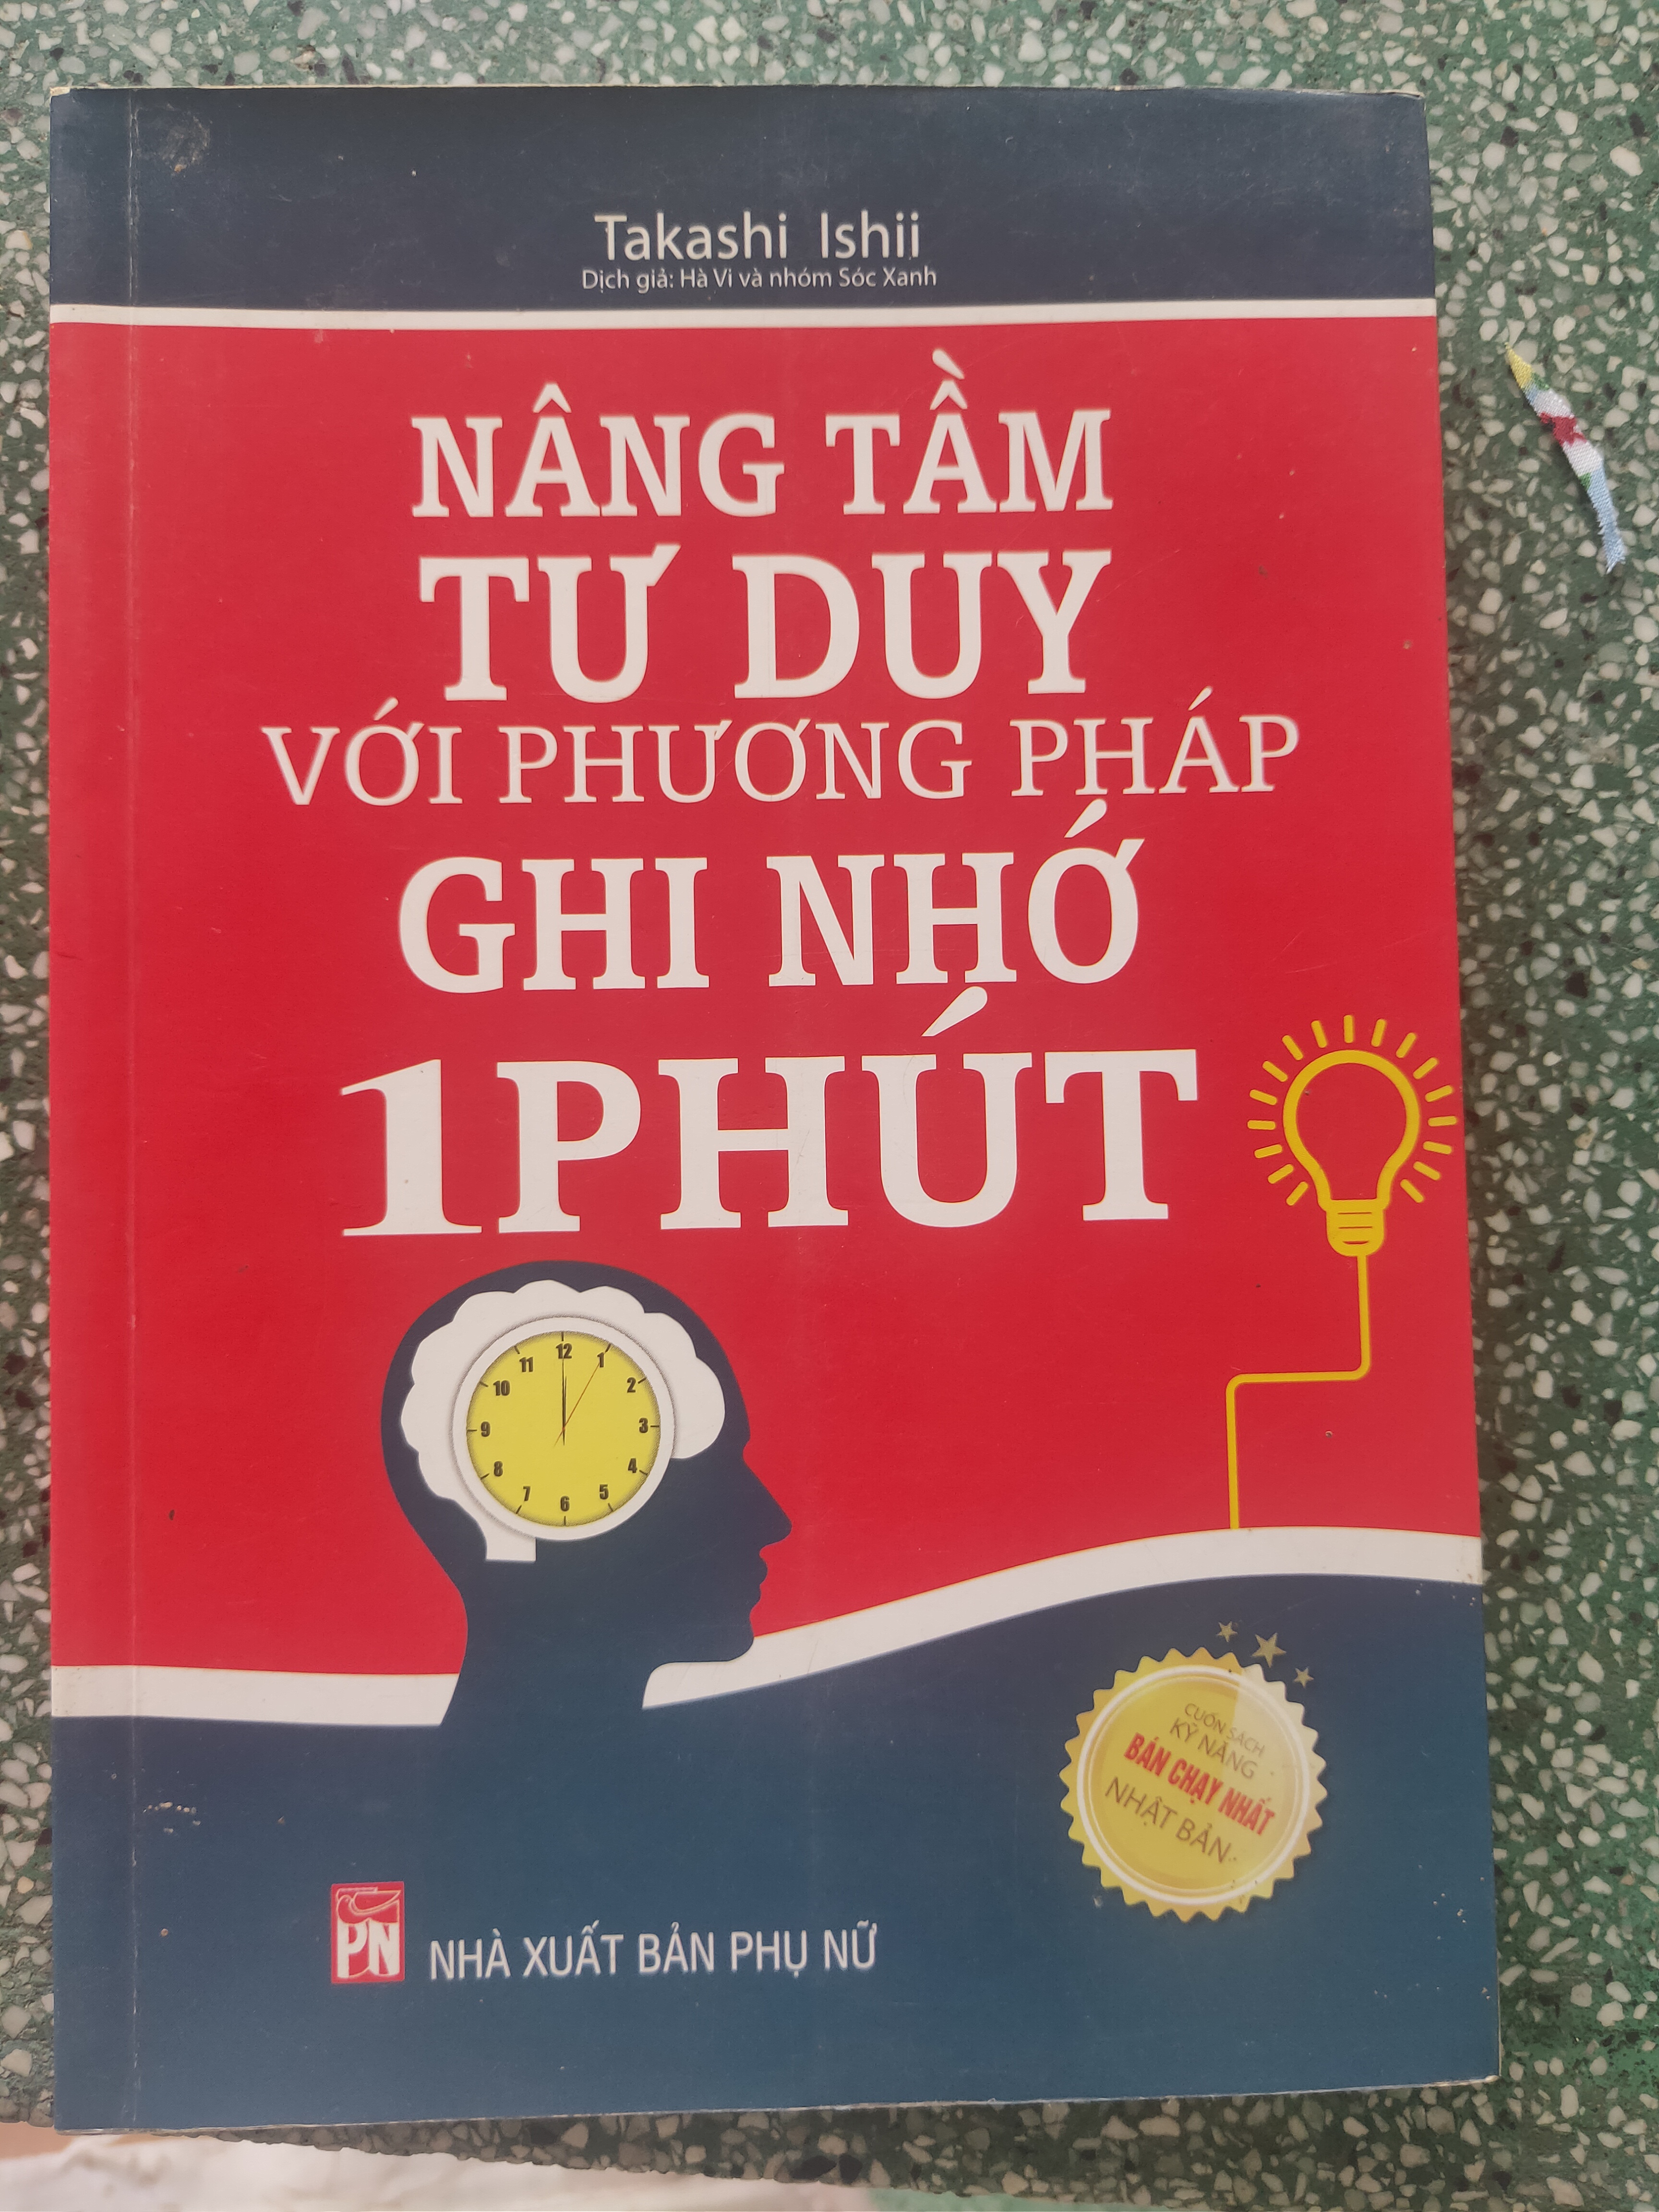 Takashi Ishii
Dịch giả: Hà Vi và nhóm Sóc Xanh
NÂNG TẦM
TƯ DUY
VỚI PHƯƠNG PHÁP
GHI NHỚ
1 PHÚT
12
1
2
3
4
5
6
7
8
9
10
11
CUỐN SÁCH
KỸ NĂNG
BÁN CHẠY NHẤT
NHẬT BẢN
PN
NHÀ XUẤT BẢN PHỤ NỮ